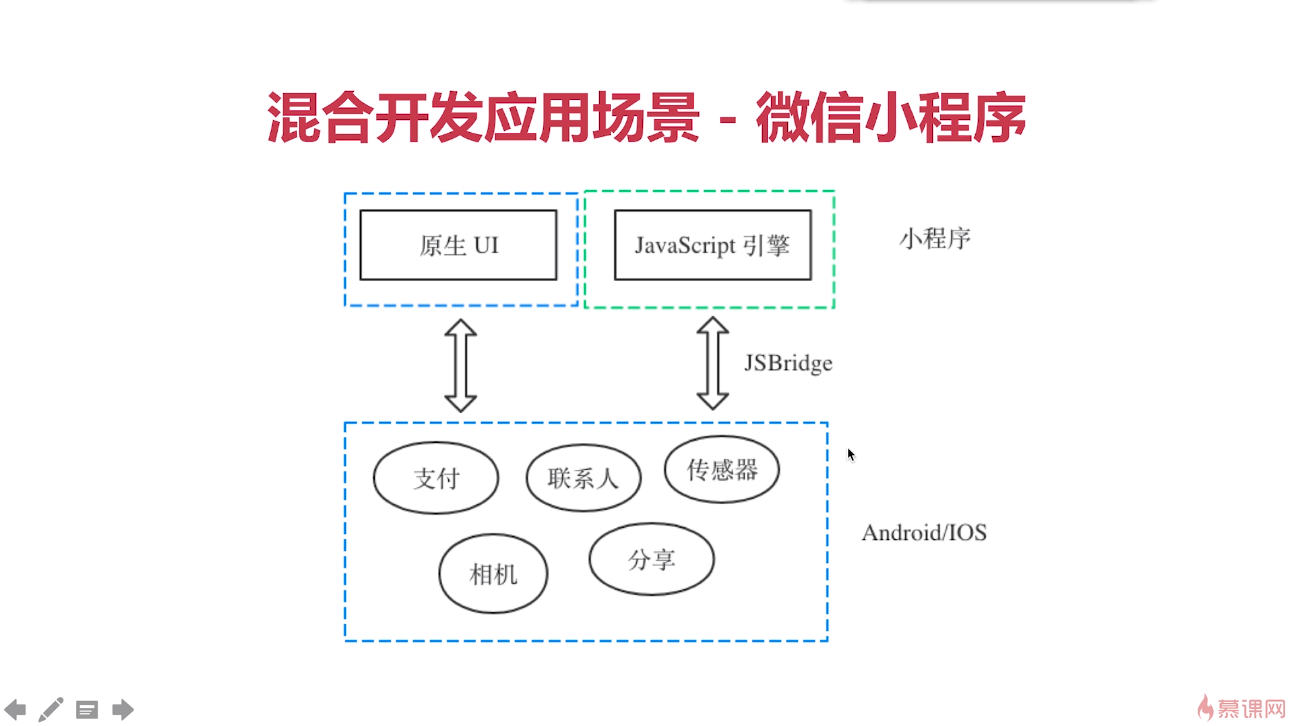 混合开发应用场景 - 微信小程序
原生 UI
JavaScript 引擎
小程序
JSBridge
支付
联系人
传感器
Android/IOS
相机
分享
慕课网